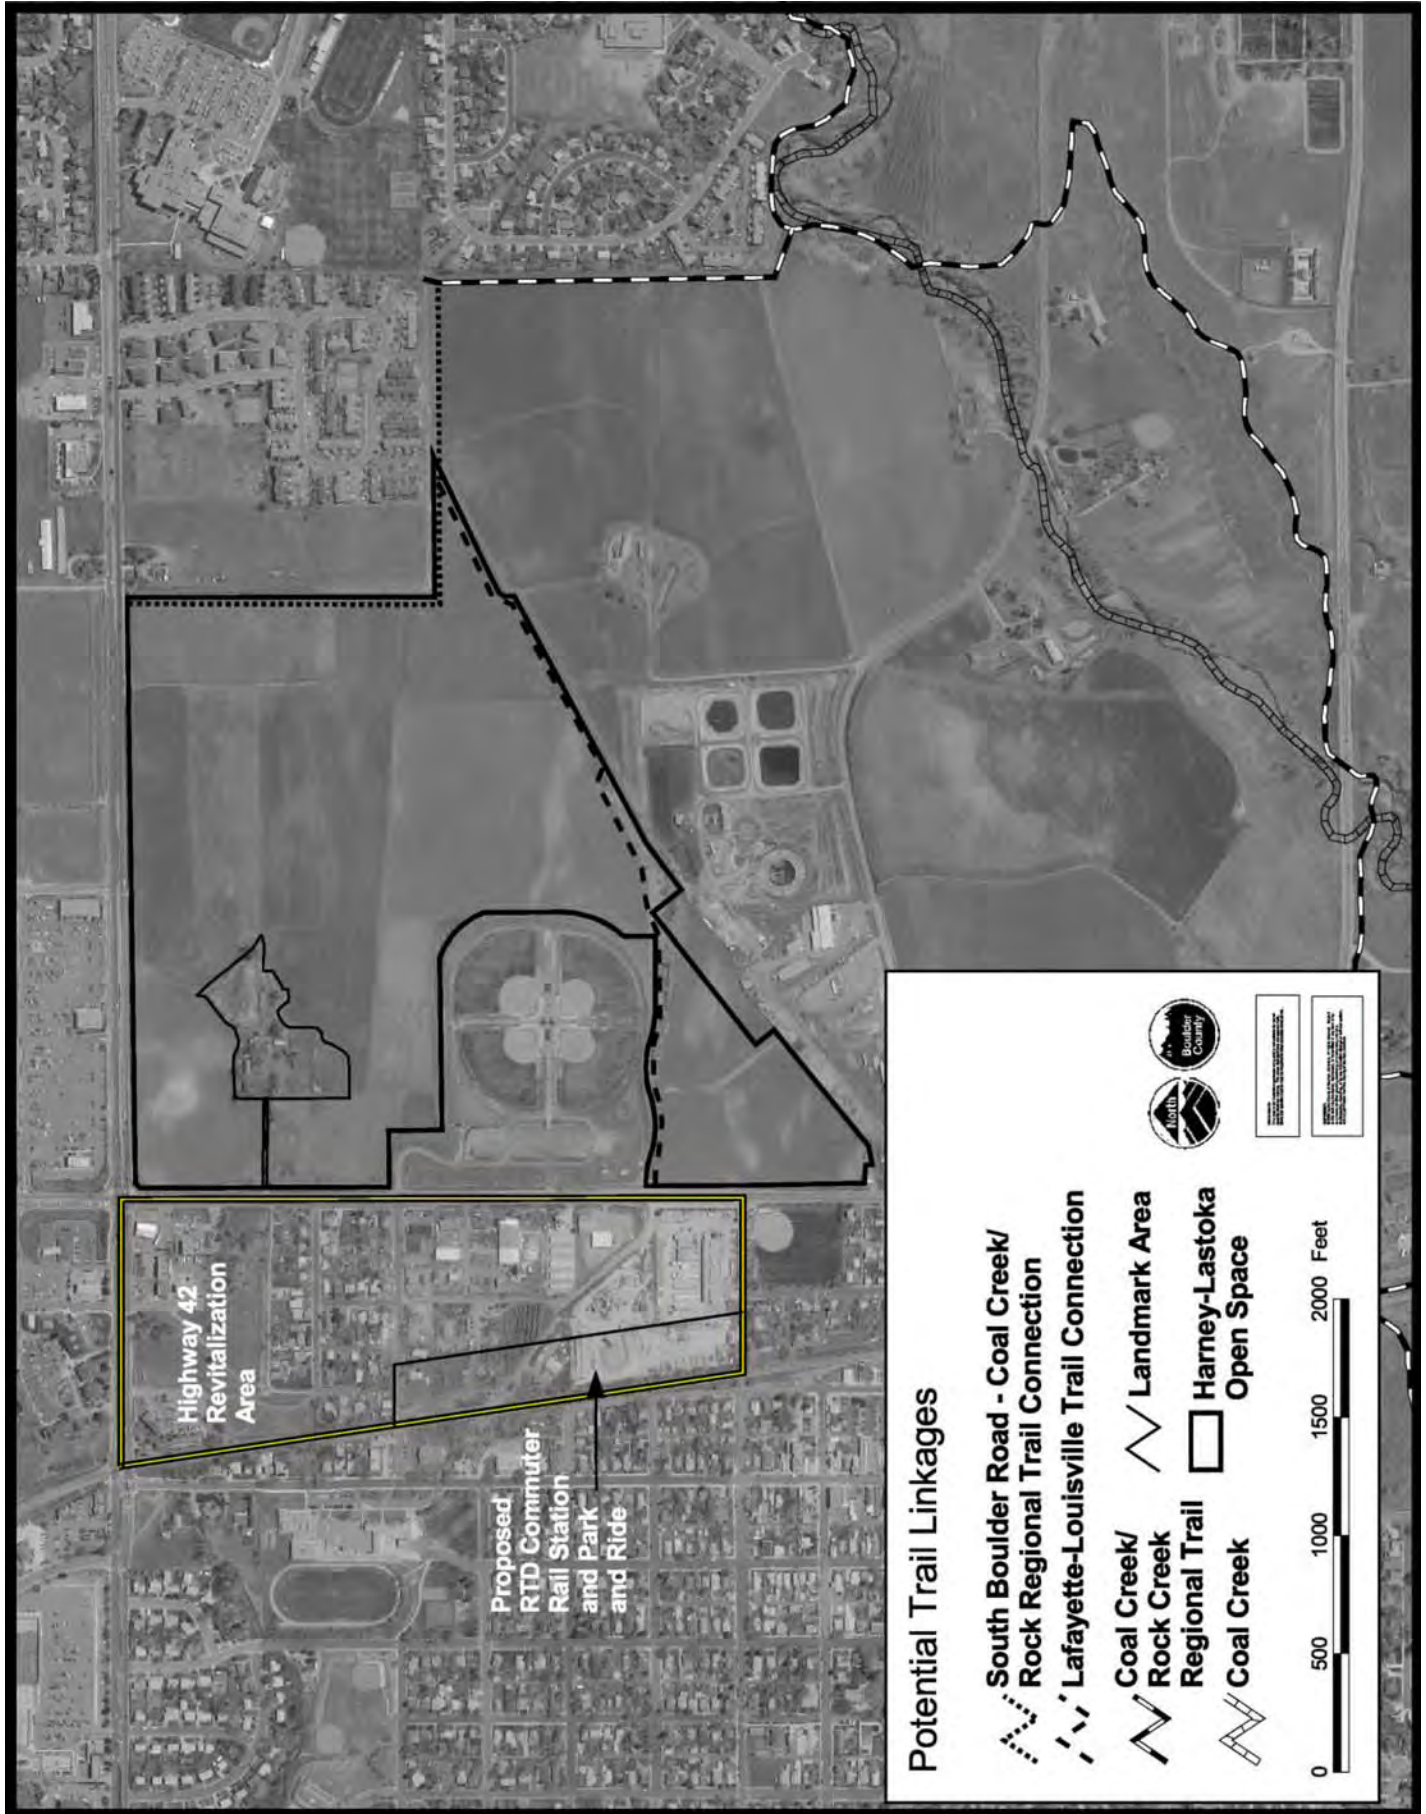 Highway 42
Revitalization
Area
Proposed
RTD Commuter
Rail Station
and Park
and Ride
Potential Trail Linkages
South Boulder Road - Coal Creek/
Rock Regional Trail Connection
Lafayette-Louisville Trail Connection
Coal Creek/
Rock Creek
Regional Trail
Landmark Area
Coal Creek
Harney-Lastoka
Open Space
0 500 1000 1500 2000 Feet
North
Boulder
County